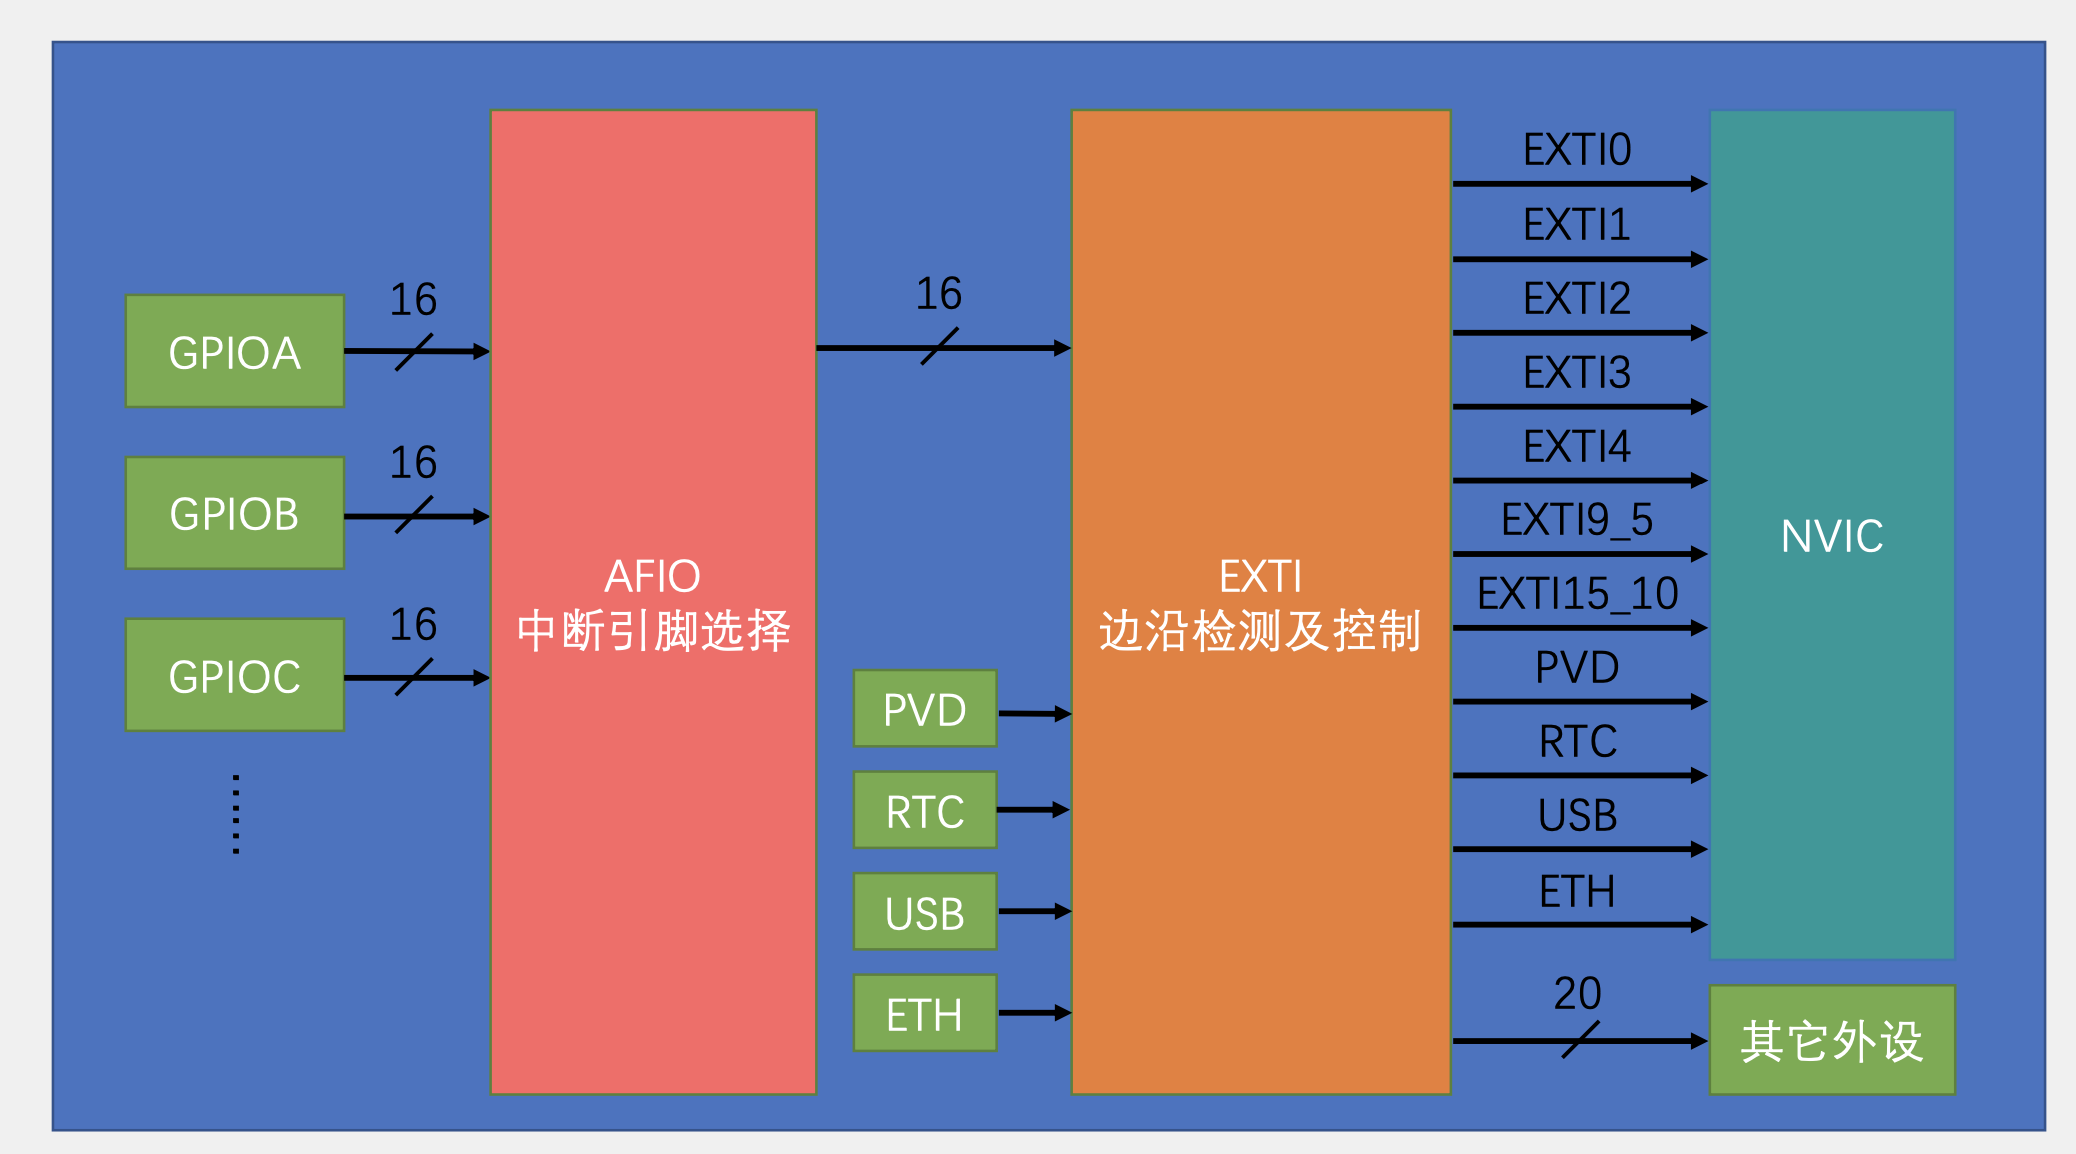 GPIOA
16
GPIOB
16
GPIOC
16
AFIO
中断引脚选择
16
PVD
RTC
USB
ETH
EXTI
边沿检测及控制
EXTI0
EXTI1
EXTI2
EXTI3
EXTI4
EXTI9_5
EXTI15_10
PVD
RTC
USB
ETH
20
NVIC
其它外设